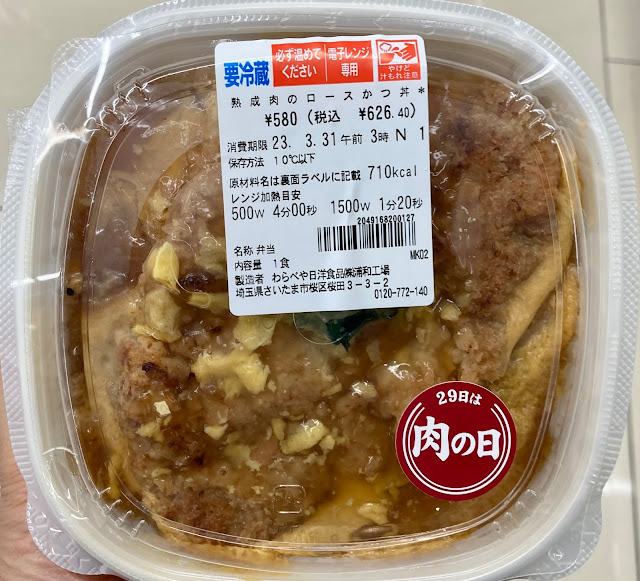 要冷蔵
必ず温めて
ください
電子レンジ
専用
やけど
汁もれ注意
熟成肉のロースかつ丼*
¥580(税込 ¥626.40)
消費期限 23. 3.31午前 3時 N 1
保存方法 10℃以下
原材料名は裏面ラベルに記載 710kcal
レンジ加熱目安
500W 4分00秒 1500W 1分20秒
2049168200127
名称 弁当
内容量 1食
MK02
製造者 わらべや日洋食品㈱浦和工場
埼玉県さいたま市桜区桜田3-3-2
0120-772-140
29日は
肉の日